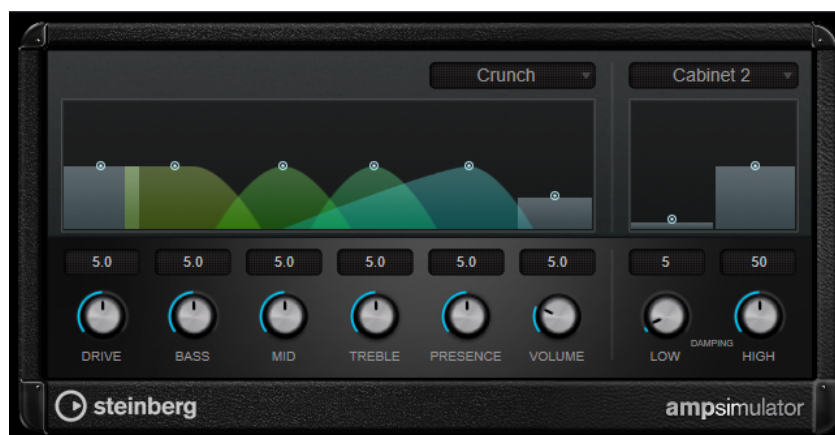 Crunch
Cabinet 2
5.0 5.0 5.0 5.0 5.0 5.0 5 50
DRIVE BASS MID TREBLE PRESENCE VOLUME LOW DAMPING HIGH
steinberg
ampsimulator